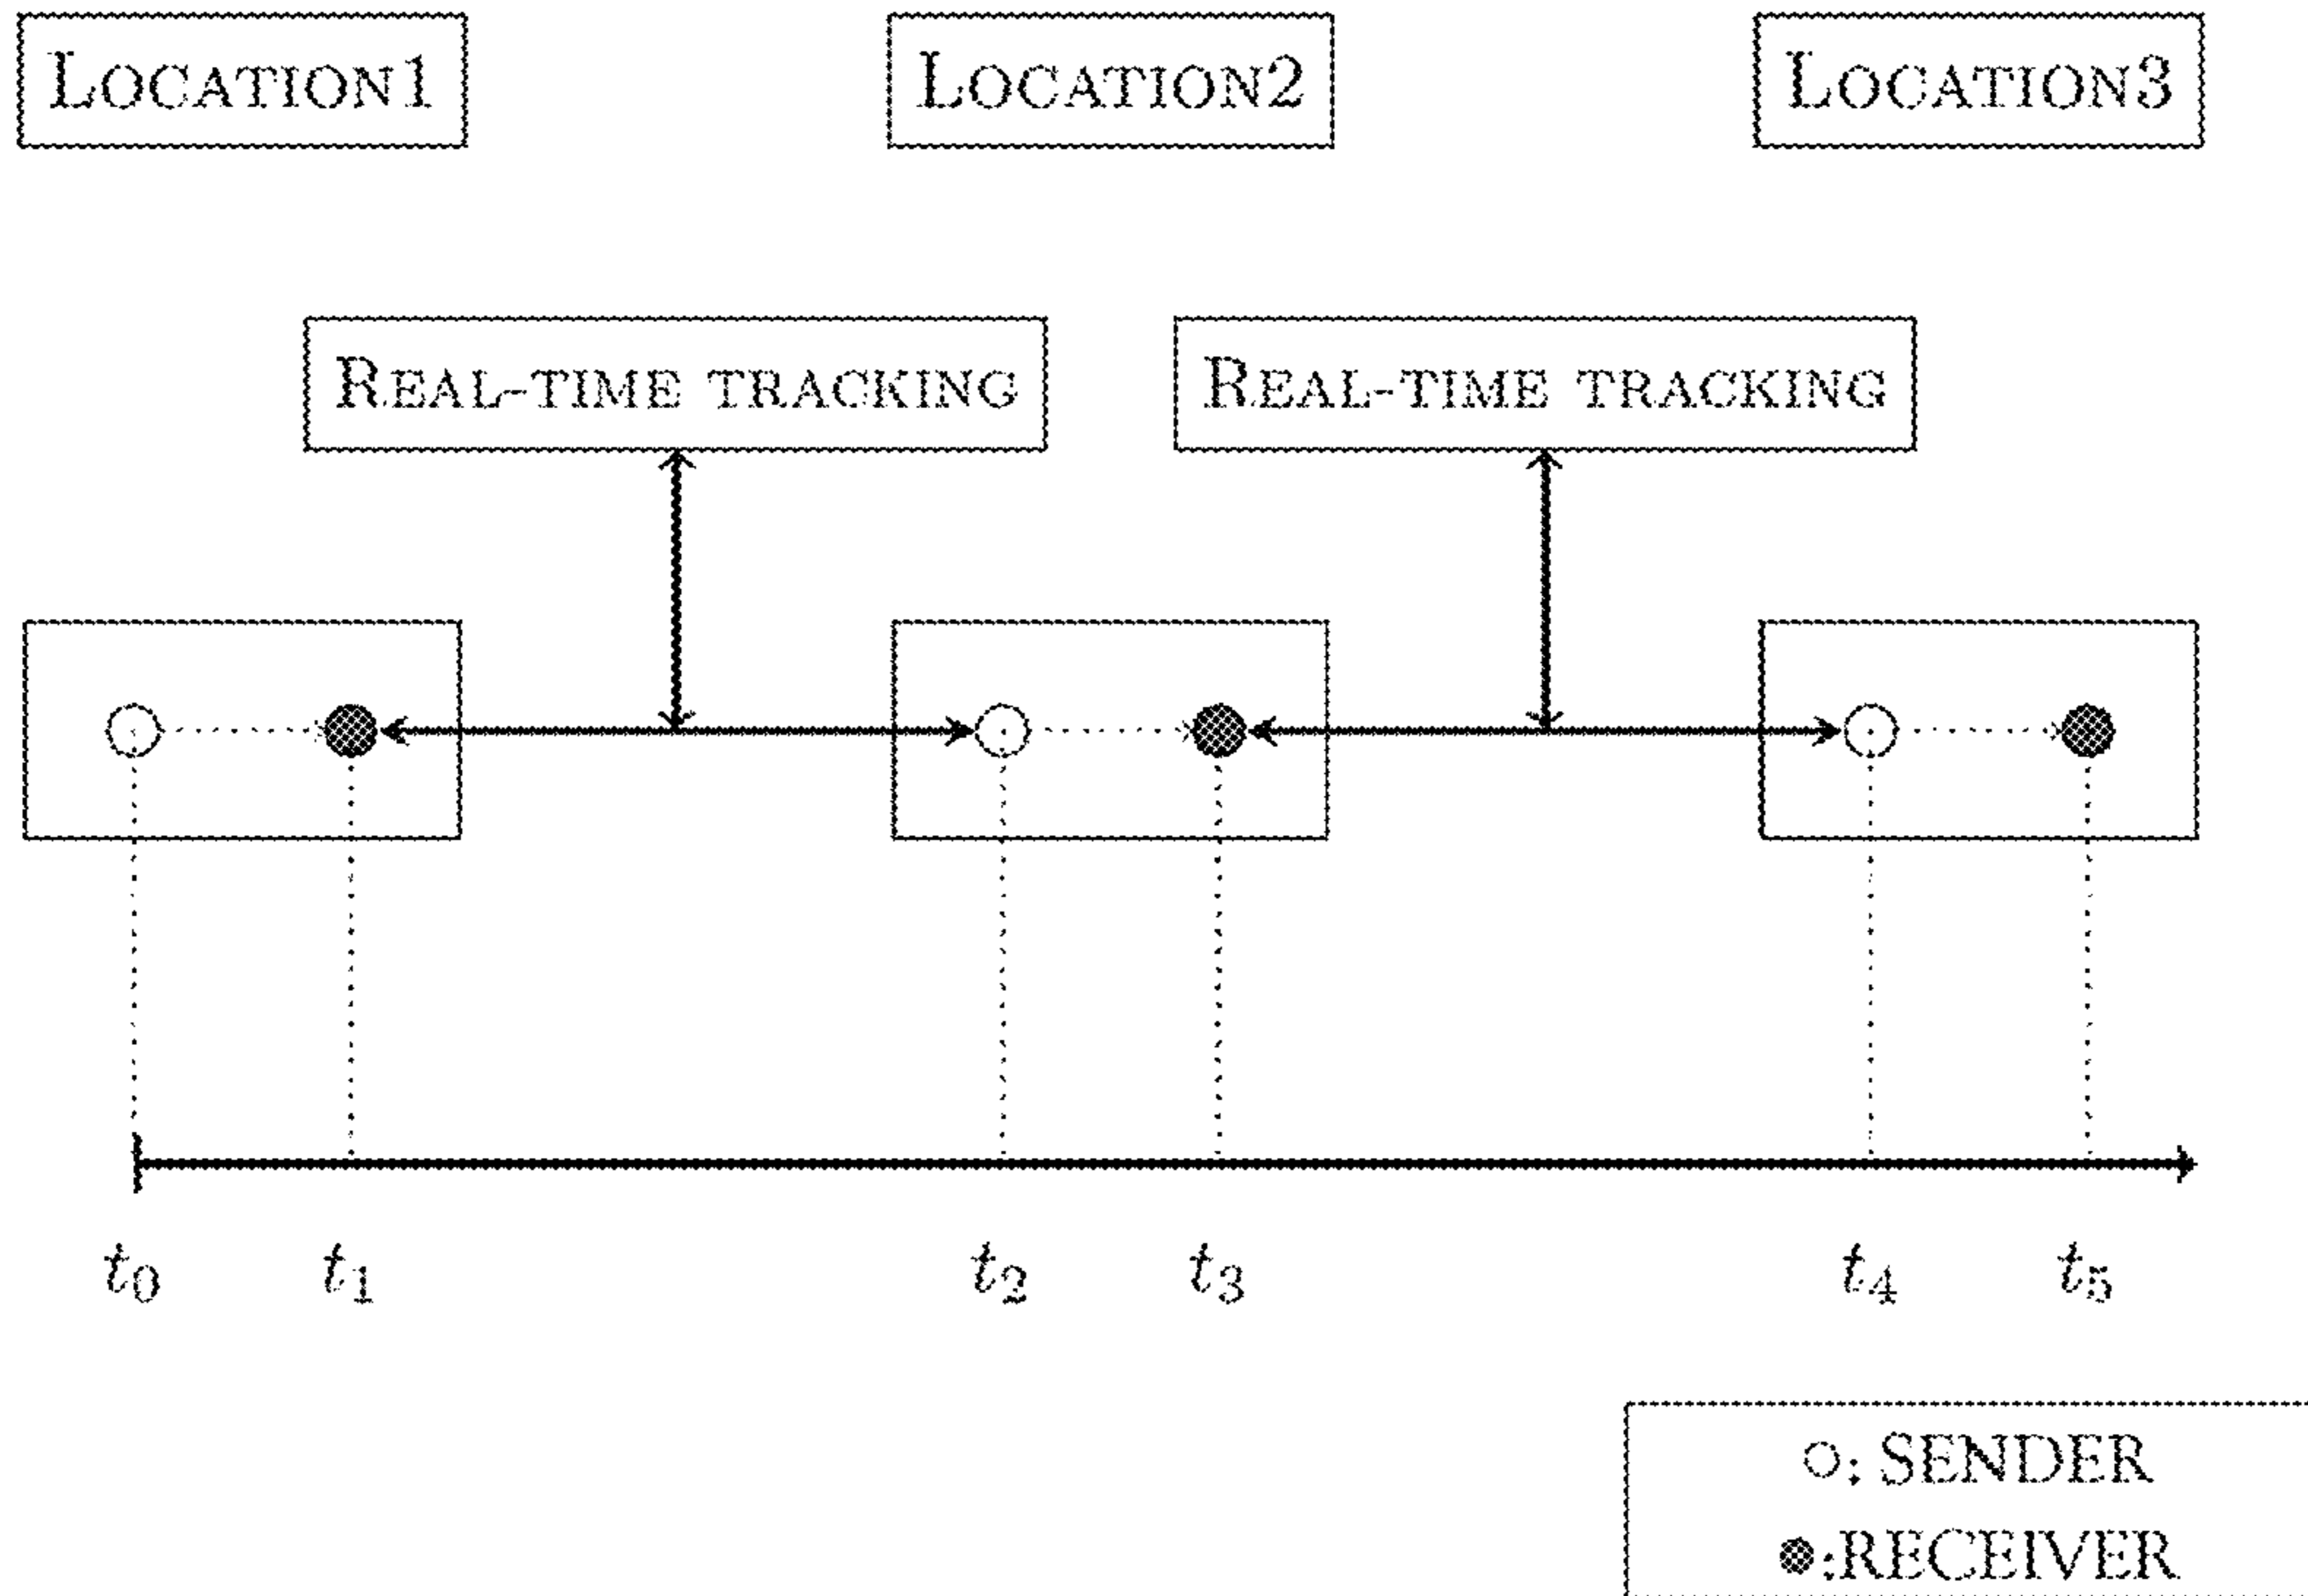 LOCATION1 LOCATION2 LOCATION3
REAL-TIME TRACKING REAL-TIME TRACKING
t0 t1 t2 t3 t4 t5
○: SENDER
●:RECEIVER